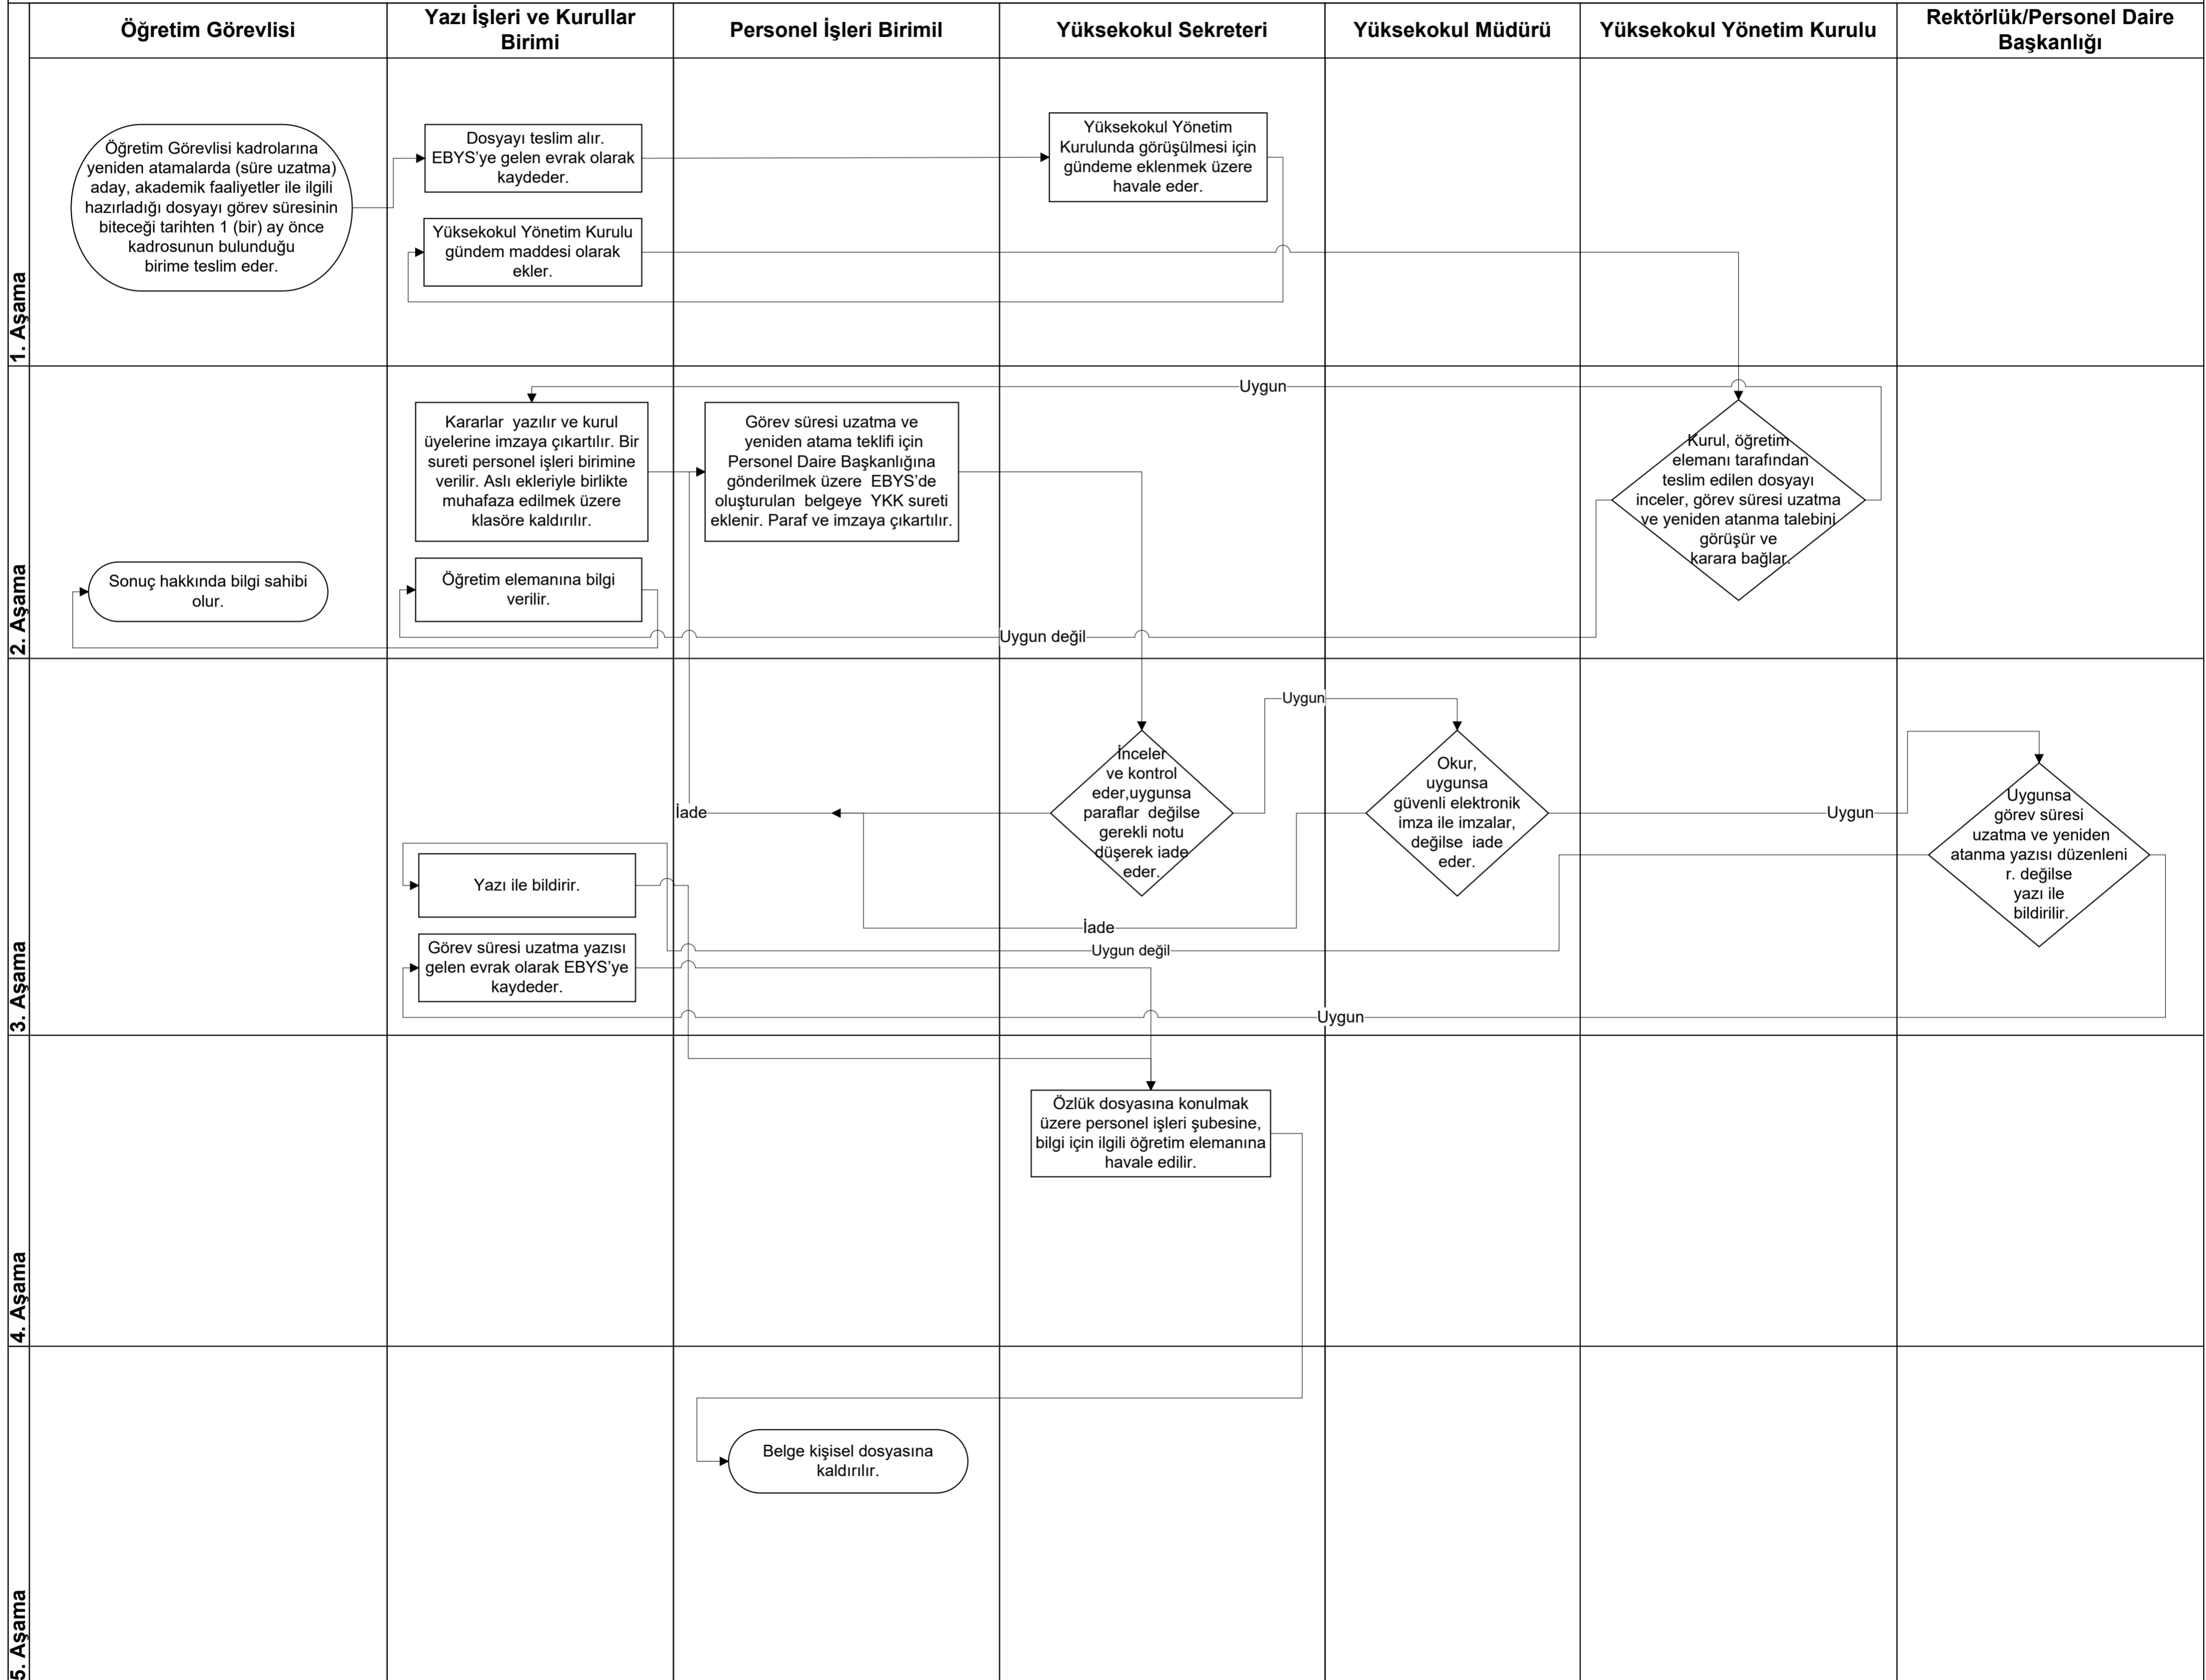 Öğretim Görevlisi
Yazı İşleri ve Kurullar
Birimi
Personel İşleri Birimil
Yüksekokul Sekreteri
Yüksekokul Müdürü
Yüksekokul Yönetim Kurulu
Rektörlük/Personel Daire
Başkanlığı
1. Aşama
Öğretim Görevlisi kadrolarına
yeniden atamalarda (süre uzatma)
aday, akademik faaliyetler ile ilgili
hazırladığı dosyayı görev süresinin
biteceği tarihten 1 (bir) ay önce
kadrosunun bulunduğu
birime teslim eder.
Dosyayı teslim alır.
EBYS’ye gelen evrak olarak
kaydeder.
Yüksekokul Yönetim
Kurulunda görüşülmesi için
gündeme eklenmek üzere
havale eder.
Yüksekokul Yönetim Kurulu
gündem maddesi olarak
ekler.
2. Aşama
Uygun
Kararlar  yazılır ve kurul
üyelerine imzaya çıkartılır. Bir
sureti personel işleri birimine
verilir. Aslı ekleriyle birlikte
muhafaza edilmek üzere
klasöre kaldırılır.
Görev süresi uzatma ve
yeniden atama teklifi için
Personel Daire Başkanlığına
gönderilmek üzere  EBYS’de
oluşturulan  belgeye  YKK sureti
eklenir. Paraf ve imzaya çıkartılır.
Kurul, öğretim
elemanı tarafından
teslim edilen dosyayı
inceler, görev süresi uzatma
ve yeniden atanma talebini
görüşür ve
karara bağlar.
Sonuç hakkında bilgi sahibi
olur.
Öğretim elemanına bilgi
verilir.
Uygun değil
3. Aşama
Uygun
İnceler
ve kontrol
eder,uygunsa
paraflar  değilse
gerekli notu
düşerek iade
eder.
Okur,
uygunsa
güvenli elektronik
imza ile imzalar,
değilse  iade
eder.
Uygun
Uygunsa
görev süresi
uzatma ve yeniden
atanma yazısı düzenleni
r. değilse
yazı ile
bildirilir.
İade
Yazı ile bildirir.
İade
Uygun değil
Görev süresi uzatma yazısı
gelen evrak olarak EBYS’ye
kaydeder.
Uygun
4. Aşama
Özlük dosyasına konulmak
üzere personel işleri şubesine,
bilgi için ilgili öğretim elemanına
havale edilir.
5. Aşama
Belge kişisel dosyasına
kaldırılır.